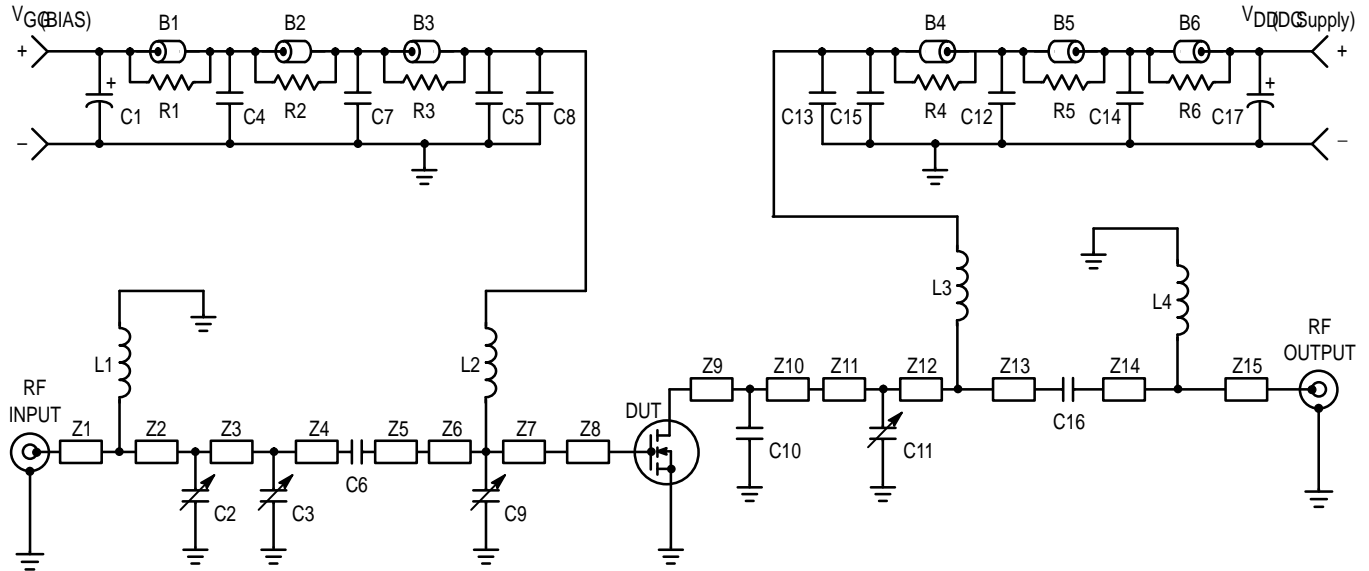 VGG(BIAS)
B1 B2 B3
+
+
R1 R2 R3
C1 C4 C7 C5 C8
–
B4 B5 B6
VDD(DC Supply)
+
+
R4 R5 R6
C13 C15 C12 C14 C17
–
L1
L2
L3
L4
RF
INPUT
Z1 Z2 Z3 Z4 Z5 Z6 Z7 Z8
C2 C3 C6 C9
DUT
Z9 Z10 Z11 Z12 Z13 Z14 Z15
C10 C11 C16
RF
OUTPUT